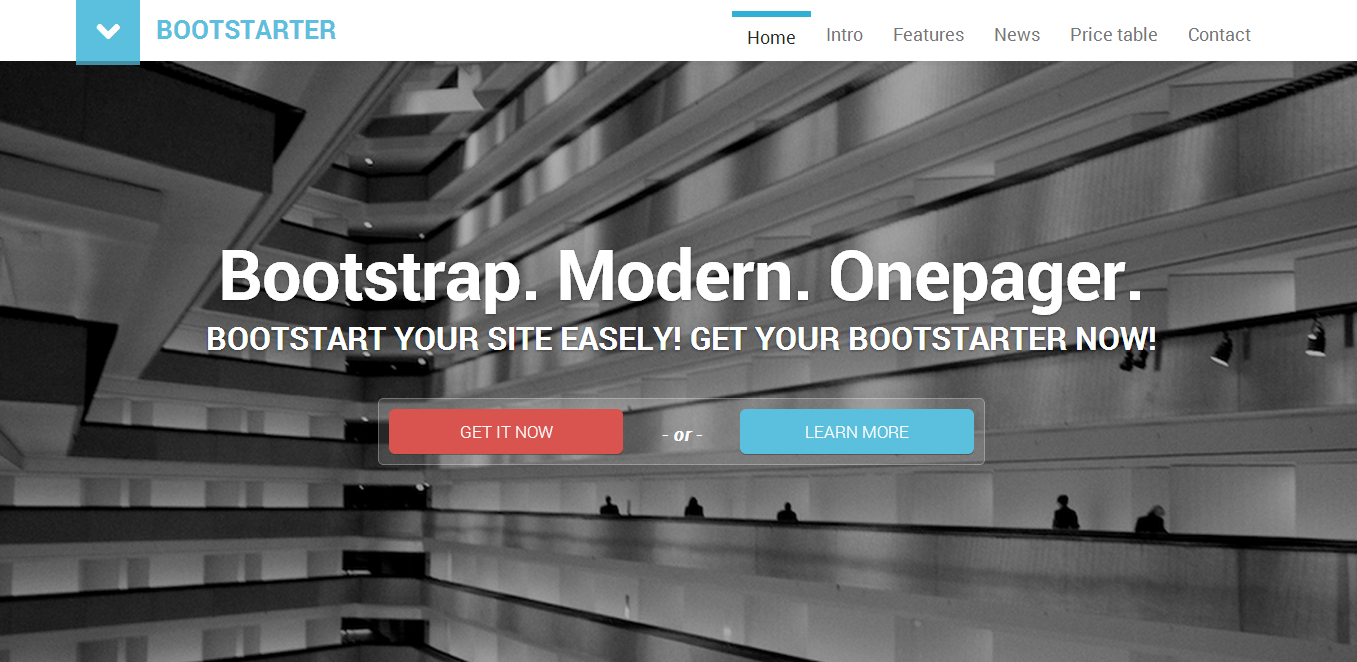 BOOTSTARTER
Home Intro Features News Price table Contact
Bootstrap. Modern. Onepager.
BOOTSTART YOUR SITE EASELY! GET YOUR BOOTSTARTER NOW!
GET IT NOW - or - LEARN MORE